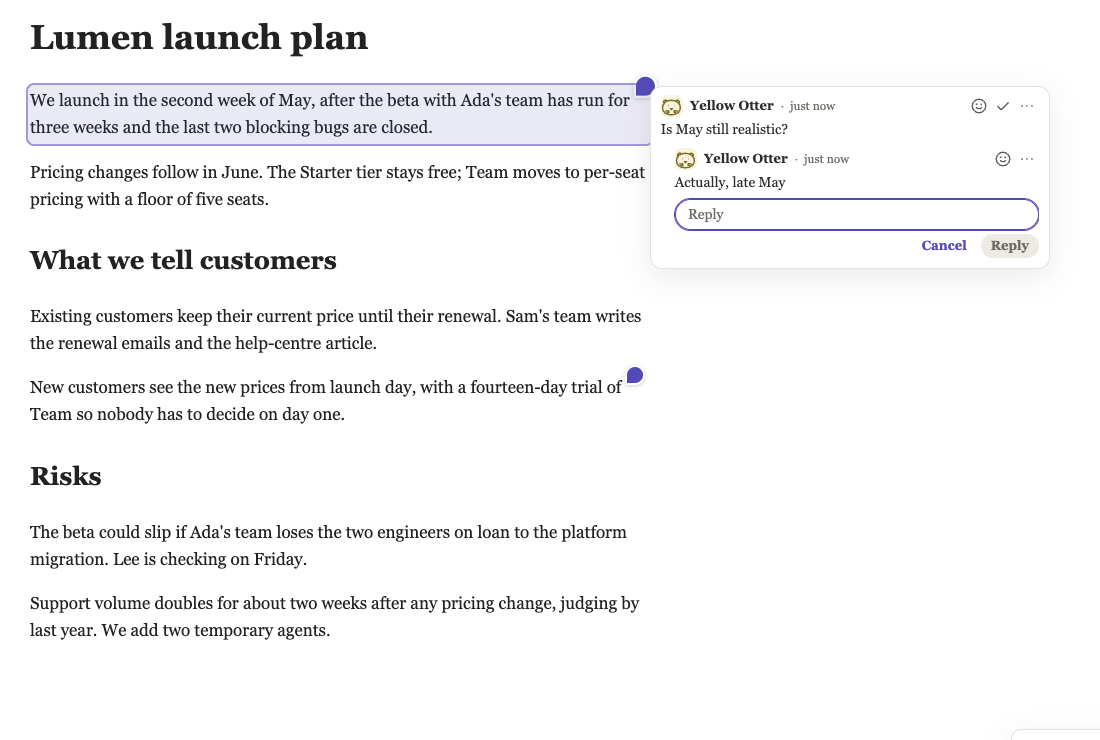 Lumen launch plan
We launch in the second week of May, after the beta with Ada's team has run for
three weeks and the last two blocking bugs are closed.
Yellow Otter · just now
Is May still realistic?
Yellow Otter · just now
Actually, late May
Reply
Cancel Reply
Pricing changes follow in June. The Starter tier stays free; Team moves to per-seat
pricing with a floor of five seats.
What we tell customers
Existing customers keep their current price until their renewal. Sam's team writes
the renewal emails and the help-centre article.
New customers see the new prices from launch day, with a fourteen-day trial of
Team so nobody has to decide on day one.
Risks
The beta could slip if Ada's team loses the two engineers on loan to the platform
migration. Lee is checking on Friday.
Support volume doubles for about two weeks after any pricing change, judging by
last year. We add two temporary agents.